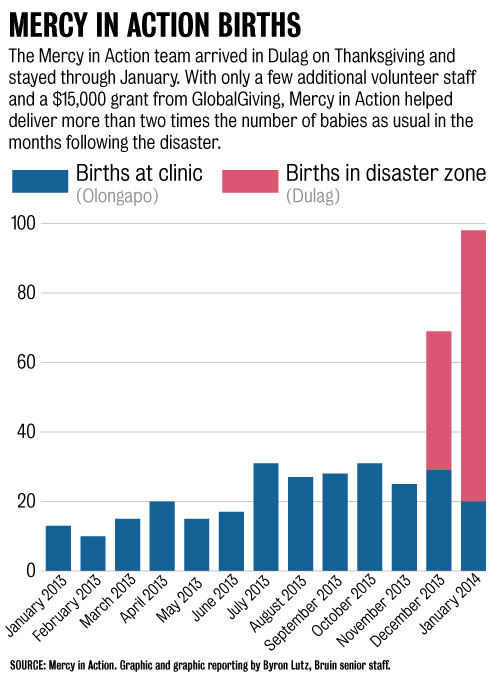 MERCY IN ACTION BIRTHS
The Mercy in Action team arrived in Dulag on Thanksgiving and
stayed through January. With only a few additional volunteer staff
and a $15,000 grant from GlobalGiving, Mercy in Action helped
deliver more than two times the number of babies as usual in the
months following the disaster.
Births at clinic
(Olongapo)
Births in disaster zone
(Dulag)
100
80
60
40
20
0
January 2013
February 2013
March 2013
April 2013
May 2013
June 2013
July 2013
August 2013
September 2013
October 2013
November 2013
December 2013
January 2014
SOURCE: Mercy in Action. Graphic and graphic reporting by Byron Lutz, Bruin senior staff.